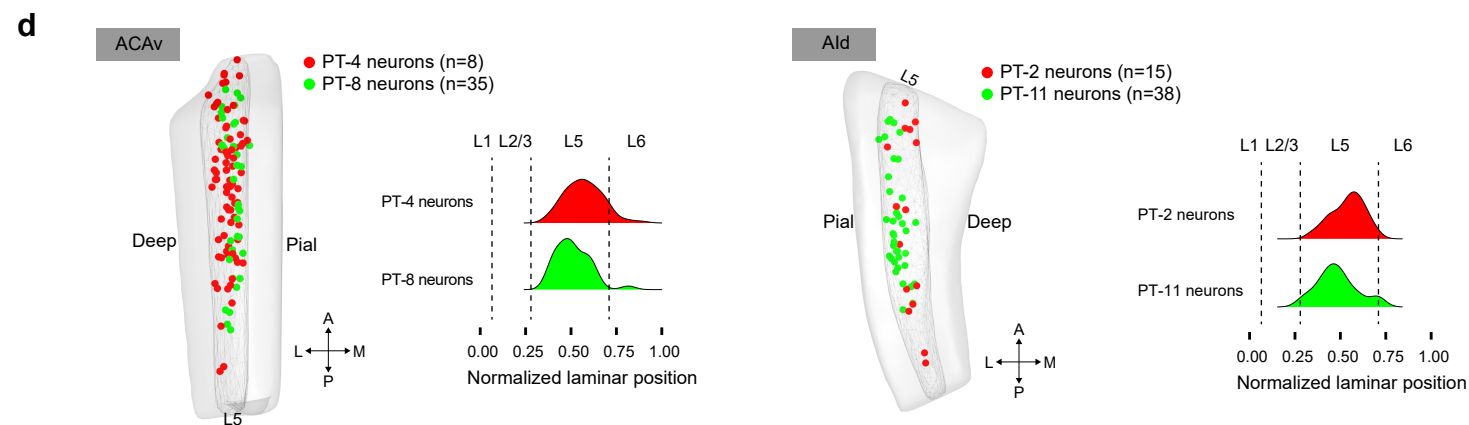 d
ACAv
PT-4 neurons (n=8)
PT-8 neurons (n=35)
L1 L2/3 L5 L6
PT-4 neurons
PT-8 neurons
Deep
Pial
L5
A
L M
P
0.00 0.25 0.50 0.75 1.00
Normalized laminar position
AId
L5
PT-2 neurons (n=15)
PT-11 neurons (n=38)
L1 L2/3 L5 L6
PT-2 neurons
PT-11 neurons
Pial
Deep
A
L M
P
0.00 0.25 0.50 0.75 1.00
Normalized laminar position